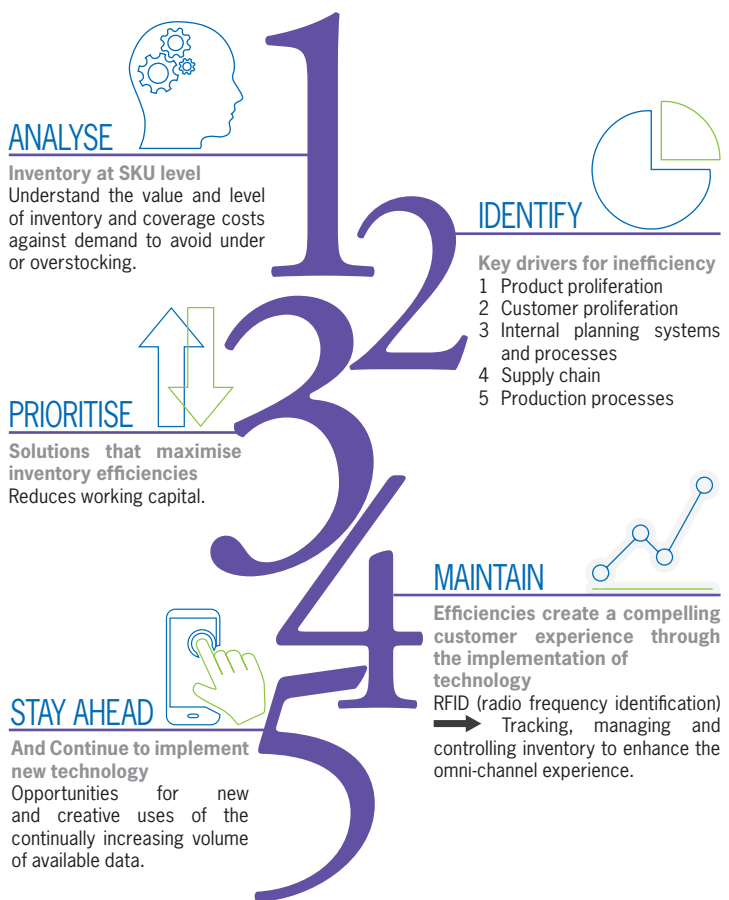 1
ANALYSE
Inventory at SKU level
Understand the value and level
of inventory and coverage costs
against demand to avoid under
or overstocking.
2
IDENTIFY
Key drivers for inefficiency
1 Product proliferation
2 Customer proliferation
3 Internal planning systems
and processes
4 Supply chain
5 Production processes
3
PRIORITISE
Solutions that maximise
inventory efficiencies
Reduces working capital.
4
MAINTAIN
Efficiencies create a compelling
customer experience through
the implementation of
technology
RFID (radio frequency identification)
Tracking, managing and
controlling inventory to enhance the
omni-channel experience.
5
STAY AHEAD
And Continue to implement
new technology
Opportunities for new
and creative uses of the
continually increasing volume
of available data.